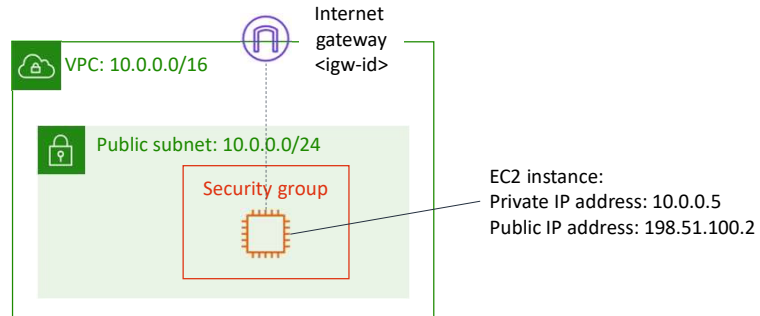 Internet
gateway
<igw-id>
VPC: 10.0.0.0/16
Public subnet: 10.0.0.0/24
Security group
EC2 instance:
Private IP address: 10.0.0.5
Public IP address: 198.51.100.2